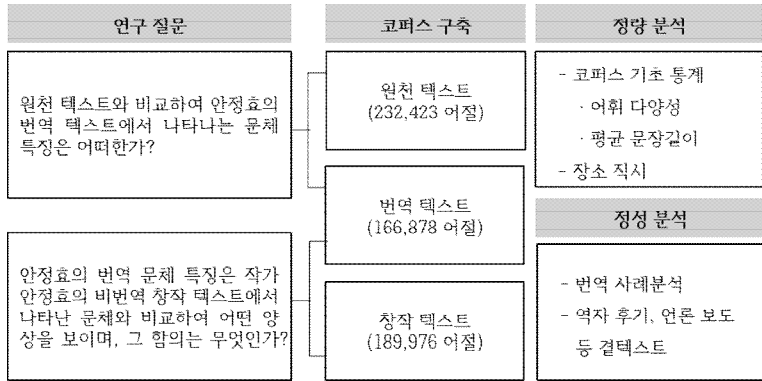 연구 질문
원천 텍스트와 비교하여 안정효의
번역 텍스트에서 나타나는 문체
특징은 어떠한가?
안정효의 번역 문체 특징은 작가
안정효의 비번역 창작 텍스트에서
나타난 문체와 비교하여 어떤 양
상을 보이며, 그 함의는 무엇인가?
코퍼스 구축
원천 텍스트
(232,423 어절)
번역 텍스트
(166,878 어절)
창작 텍스트
(189,976 어절)
정량 분석
- 코퍼스 기초 통계
· 어휘 다양성
· 평균 문장길이
- 장소 직시
정성 분석
- 번역 사례분석
- 역자 후기, 언론 보도
등 곁텍스트